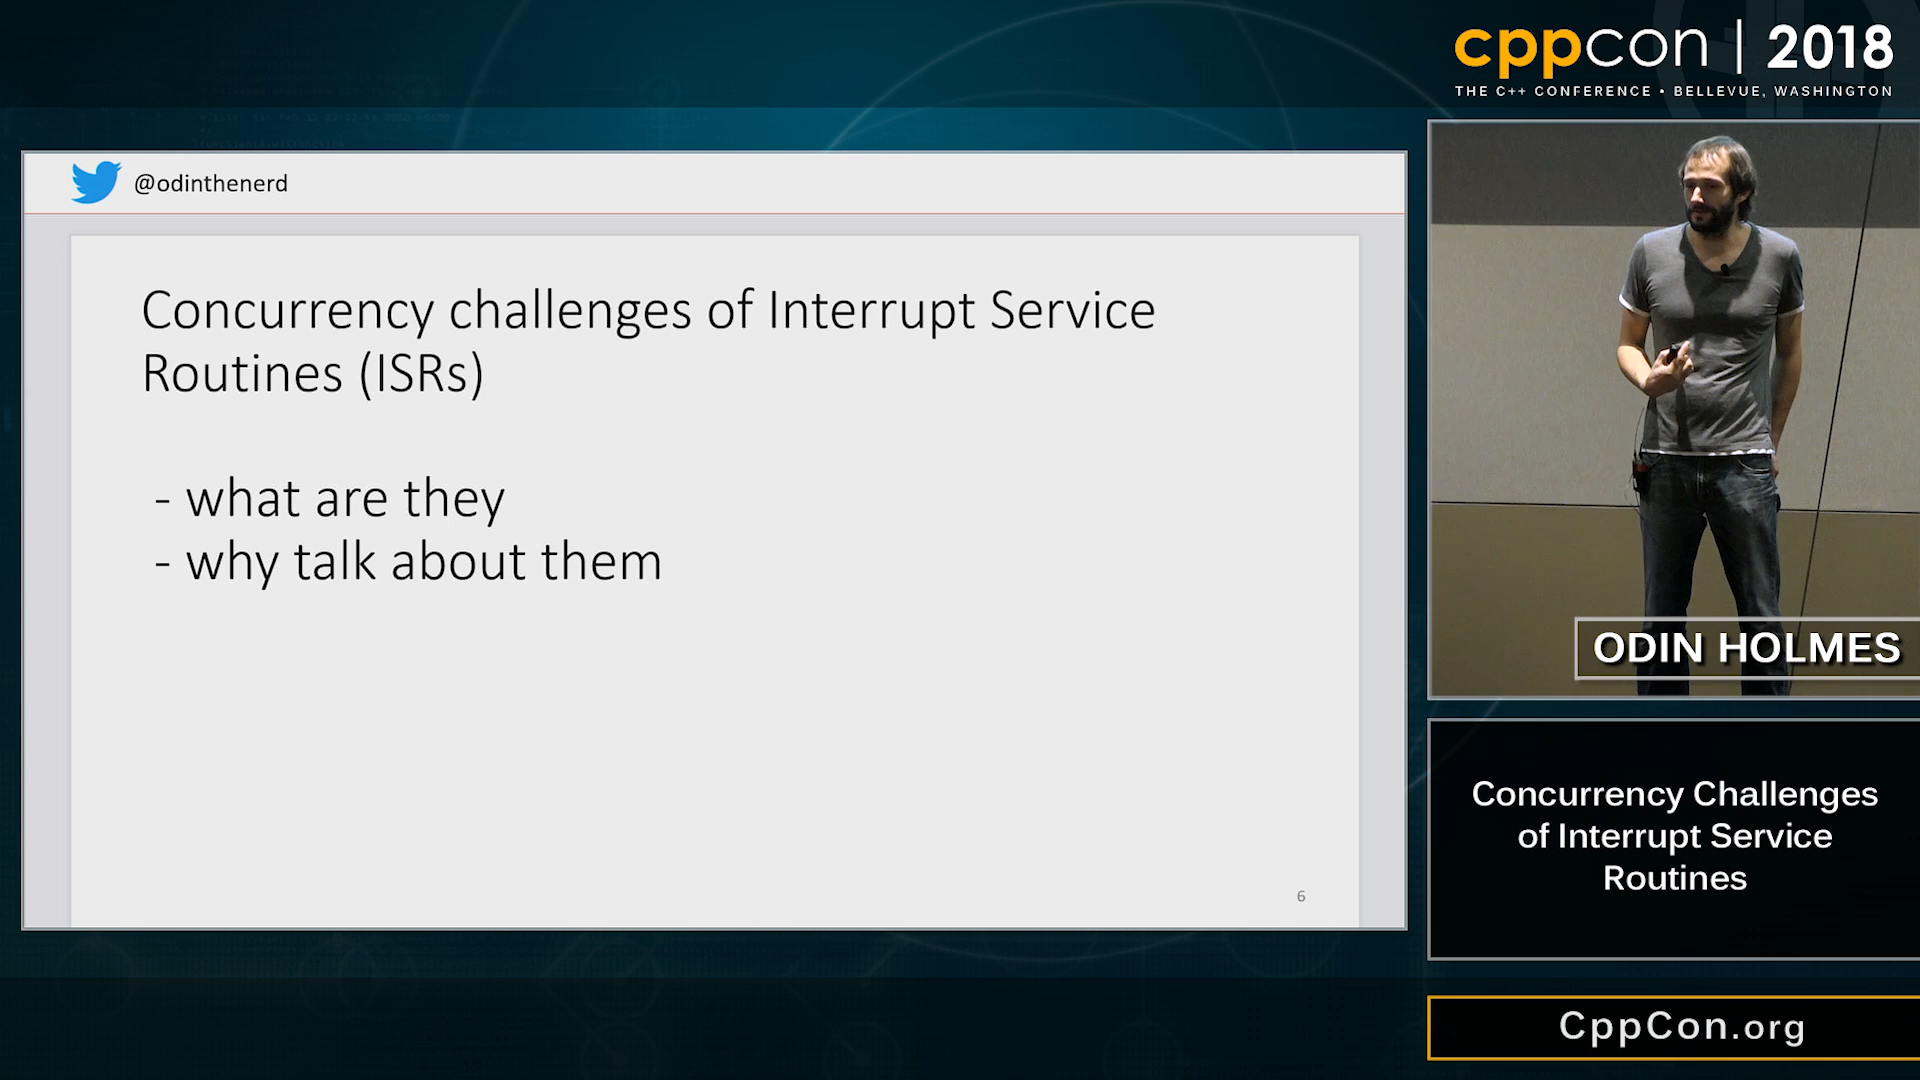 cppcon | 2018
THE C++ CONFERENCE • BELLEVUE, WASHINGTON
@odinthenerd
Concurrency challenges of Interrupt Service
Routines (ISRs)
- what are they
- why talk about them
6
ODIN HOLMES
Concurrency Challenges
of Interrupt Service
Routines
CppCon.org